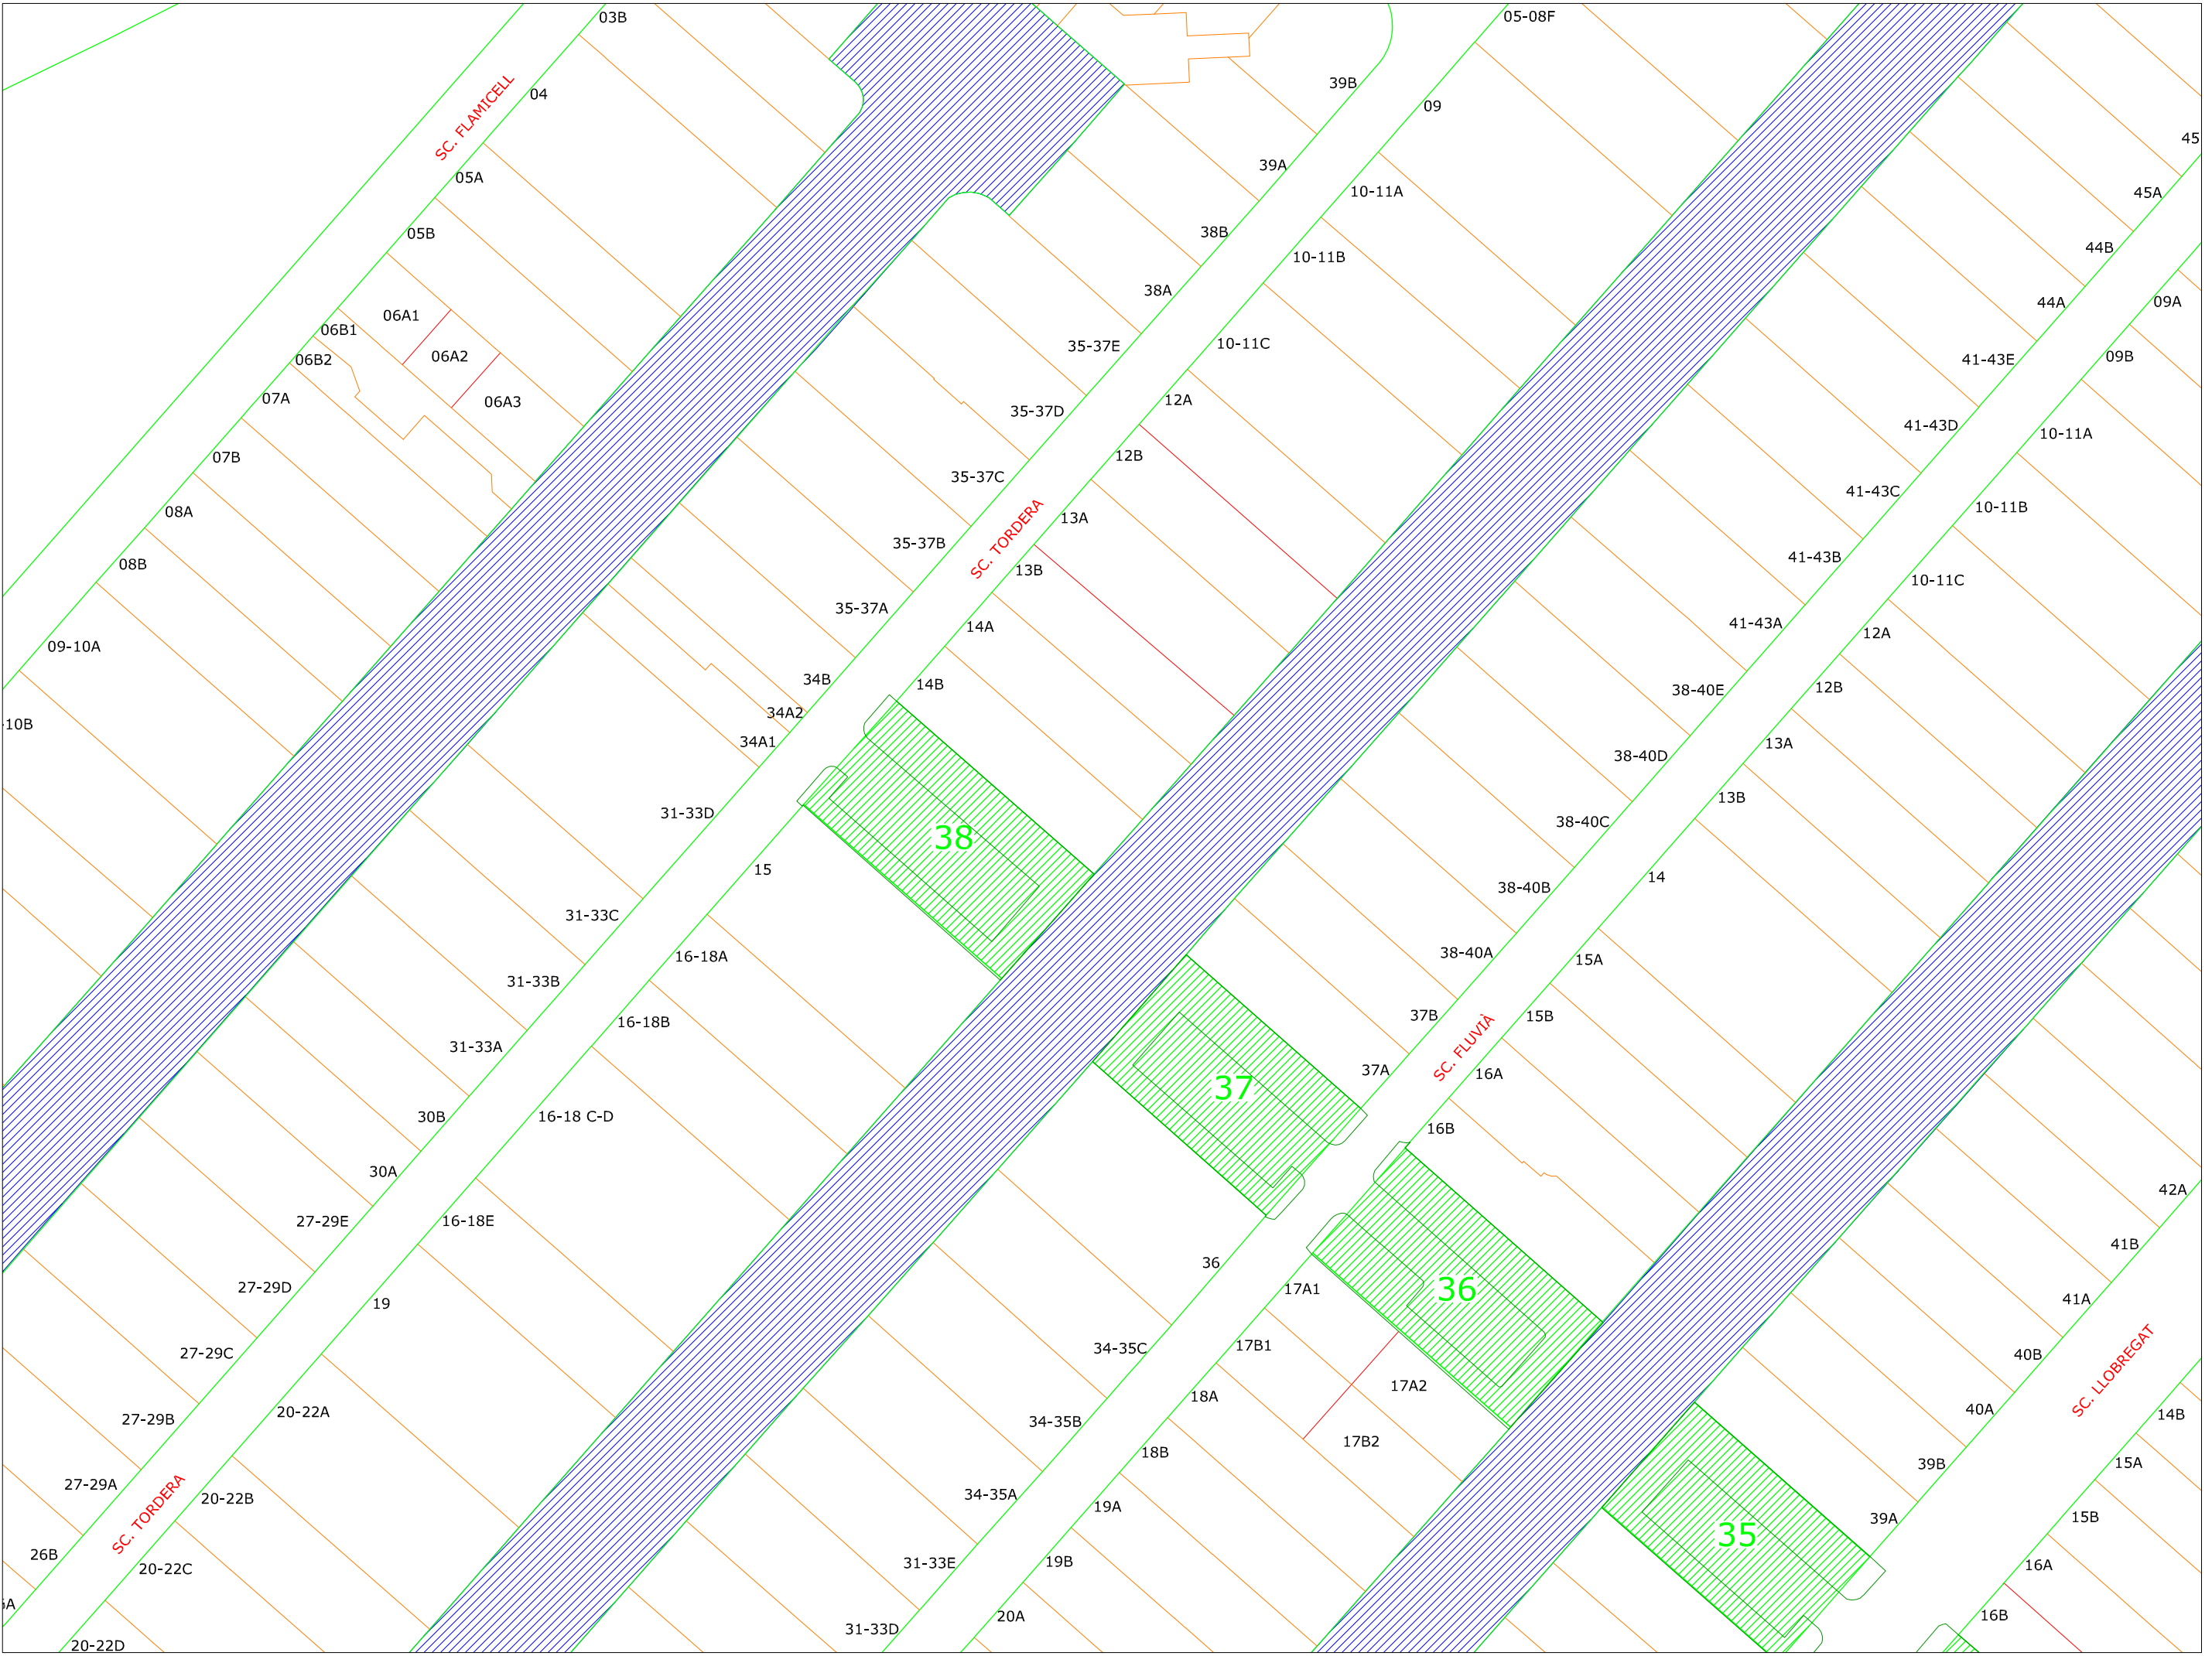 03B
SC. FLAMICELL
04
05A
05B
06A1
06B1
06A2
06B2
06A3
07A
07B
08A
08B
09-10A
-10B
39B
39A
38B
38A
35-37E
35-37D
35-37C
35-37B
35-37A
34B
34A2
34A1
31-33D
31-33C
31-33B
31-33A
30B
30A
27-29E
27-29D
27-29C
27-29B
27-29A
26B
SC. TORDERA
05-08F
09
10-11A
10-11B
10-11C
12A
12B
13A
SC. TORDERA
13B
14A
14B
38
15
16-18A
16-18B
16-18 C-D
16-18E
19
20-22A
20-22B
20-22C
20-22D
45
45A
44B
44A
41-43E
41-43D
41-43C
41-43B
41-43A
38-40E
38-40D
38-40C
38-40B
38-40A
37B
37A
37
36
34-35C
34-35B
34-35A
31-33E
31-33D
SC. FLUVIÀ
09A
09B
10-11A
10-11B
10-11C
12A
12B
13A
13B
14
15A
15B
16A
16B
36
17A1
17B1
17A2
17B2
18A
18B
19A
19B
20A
42A
41B
41A
40B
40A
39B
39A
35
SC. LLOBREGAT
14B
15A
15B
16A
16B